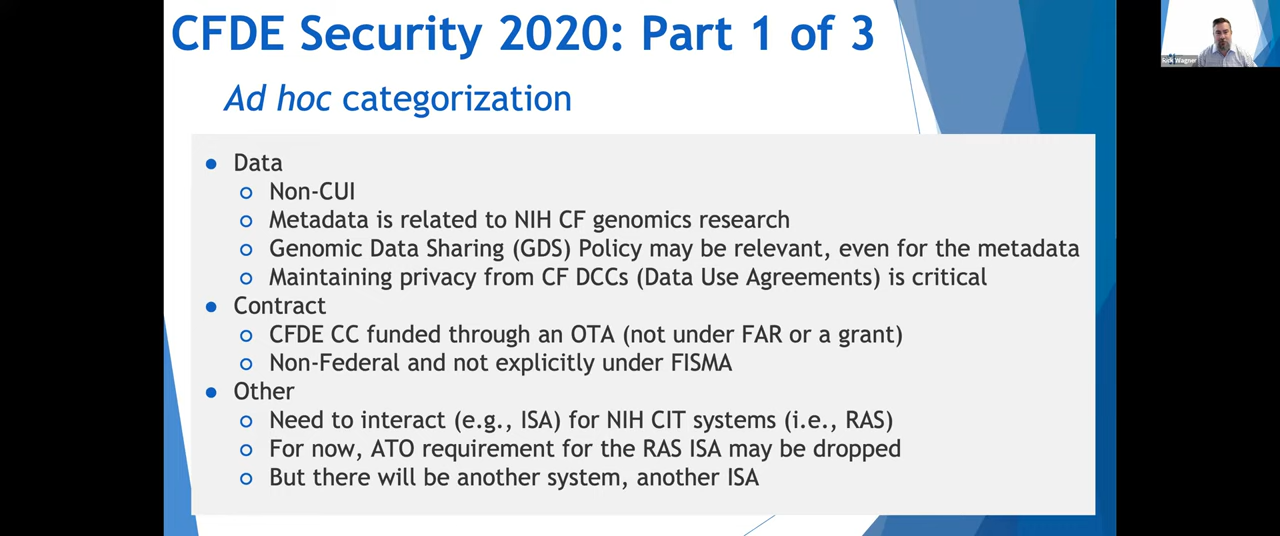 CFDE Security 2020: Part 1 of 3
Ad hoc categorization
Data
Non-CUI
Metadata is related to NIH CF genomics research
Genomic Data Sharing (GDS) Policy may be relevant, even for the metadata
Maintaining privacy from CF DCCs (Data Use Agreements) is critical
Contract
CFDE CC funded through an OTA (not under FAR or a grant)
Non-Federal and not explicitly under FISMA
Other
Need to interact (e.g., ISA) for NIH CIT systems (i.e., RAS)
For now, ATO requirement for the RAS ISA may be dropped
But there will be another system, another ISA
Rick Wagner